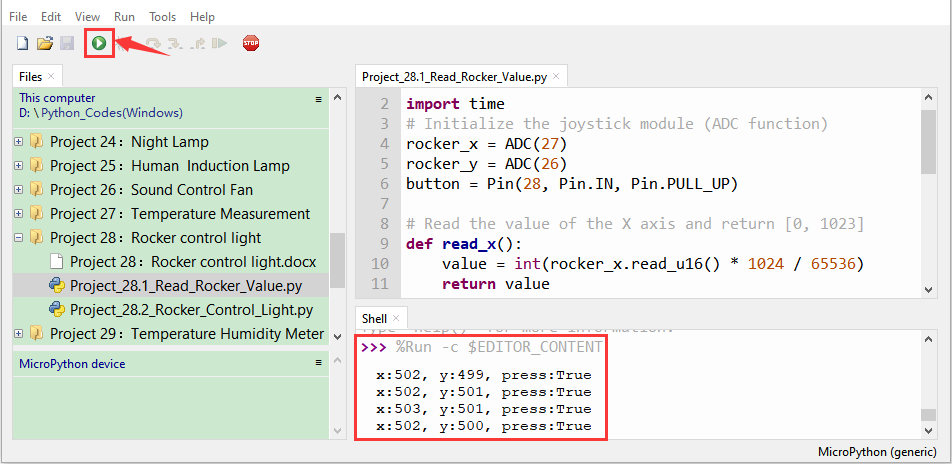 File Edit View Run Tools Help
STOP
Files ×
This computer ≡
D: \ Python_Codes(Windows)
Project 24：Night Lamp
Project 25：Human Induction Lamp
Project 26：Sound Control Fan
Project 27：Temperature Measurement
Project 28：Rocker control light
Project 28：Rocker control light.docx
Project_28.1_Read_Rocker_Value.py
Project_28.2_Rocker_Control_Light.py
Project 29：Temperature Humidity Meter
MicroPython device ≡
Project_28.1_Read_Rocker_Value.py ×
2 import time
3 # Initialize the joystick module (ADC function)
4 rocker_x = ADC(27)
5 rocker_y = ADC(26)
6 button = Pin(28, Pin.IN, Pin.PULL_UP)
7
8 # Read the value of the X axis and return [0, 1023]
9 def read_x():
10 value = int(rocker_x.read_u16() * 1024 / 65536)
11 return value
Shell ×
Type "help()" for more information.
>>> %Run -c $EDITOR_CONTENT
x:502, y:499, press:True
x:502, y:501, press:True
x:503, y:501, press:True
x:502, y:500, press:True
MicroPython (generic)